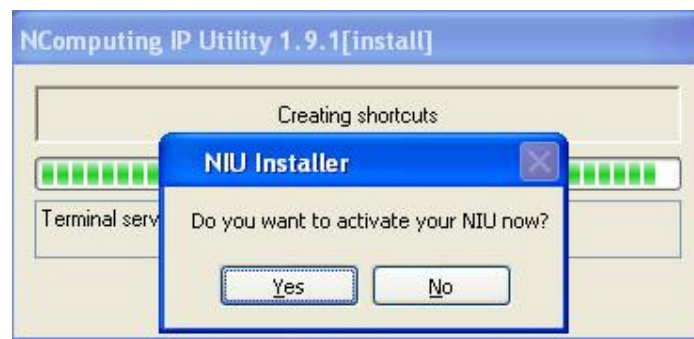 NComputing IP Utility 1.9.1[install]
Creating shortcuts
NIU Installer
Terminal serv
Do you want to activate your NIU now?
Yes
No